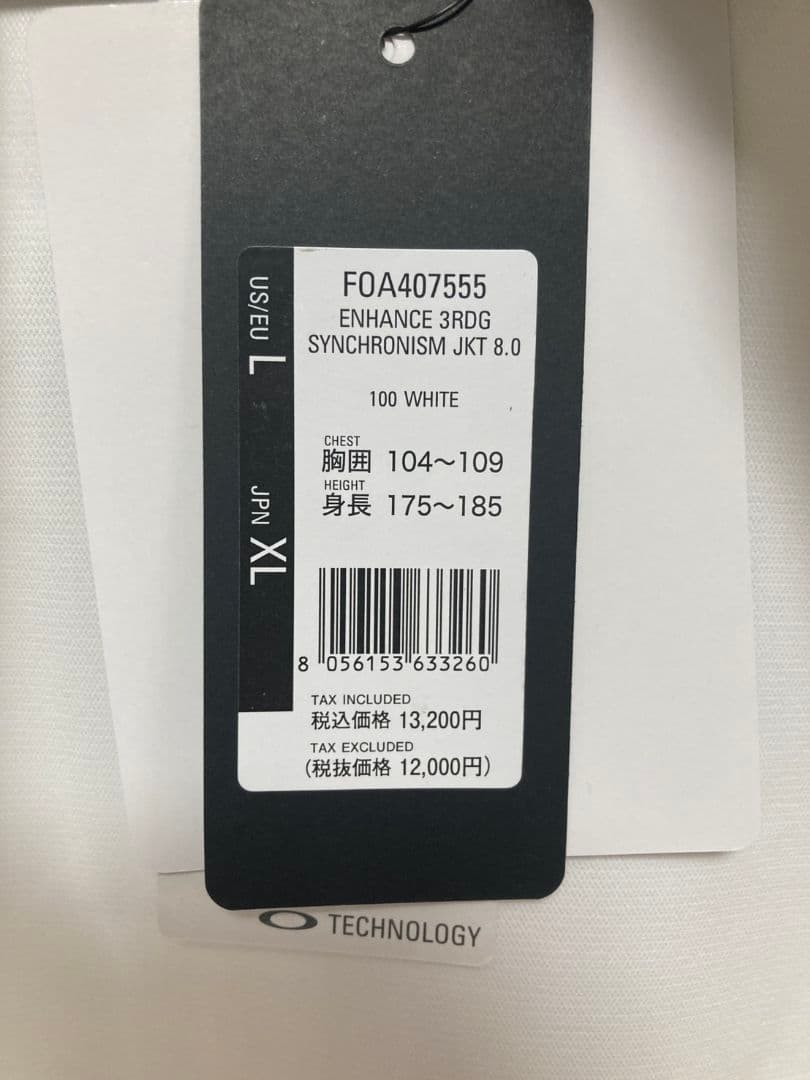 US/EU L
JPN XL
FOA407555
ENHANCE 3RDG
SYNCHRONISM JKT 8.0
100 WHITE
CHEST
胸囲 104〜109
HEIGHT
身長 175〜185
8 056153 633260
TAX INCLUDED
税込価格 13,200円
TAX EXCLUDED
(税抜価格 12,000円)
TECHNOLOGY